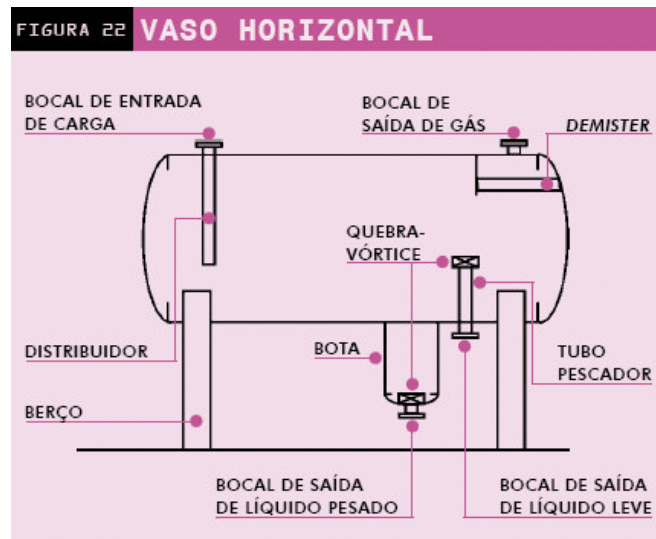 FIGURA 22 VASO HORIZONTAL
BOCAL DE ENTRADA
DE CARGA
BOCAL DE
SAÍDA DE GÁS
DEMISTER
QUEBRA-
VÓRTICE
DISTRIBUIDOR
BOTA
TUBO
PESCADOR
BERÇO
BOCAL DE SAÍDA
DE LÍQUIDO PESADO
BOCAL DE SAÍDA
DE LÍQUIDO LEVE